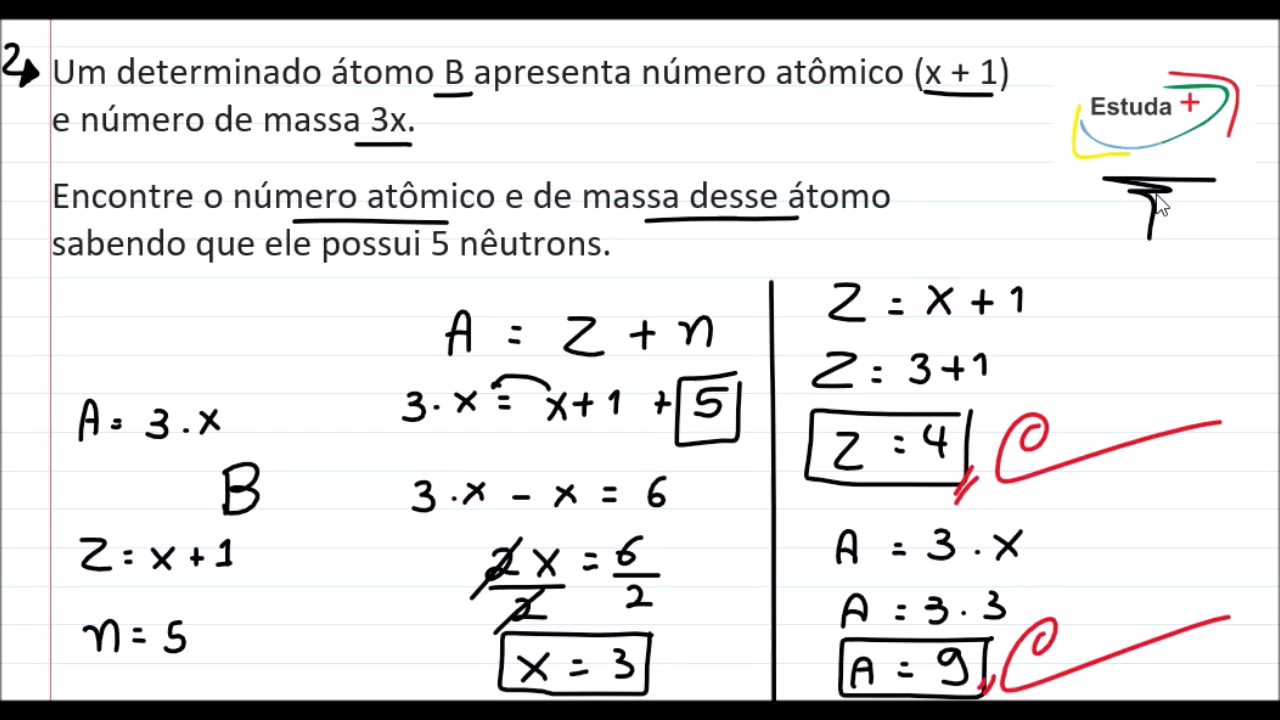 2 Um determinado átomo B apresenta número atômico (x + 1)
e número de massa 3x.
Estuda +
Encontre o número atômico e de massa desse átomo
sabendo que ele possui 5 nêutrons.
A = 3.x
B
Z = x + 1
n = 5
A = Z + n
3.x = x + 1 + 5
3.x - x = 6
2x = 6
2 2
x = 3
Z = x + 1
Z = 3 + 1
Z = 4
A = 3.x
A = 3.3
A = 9